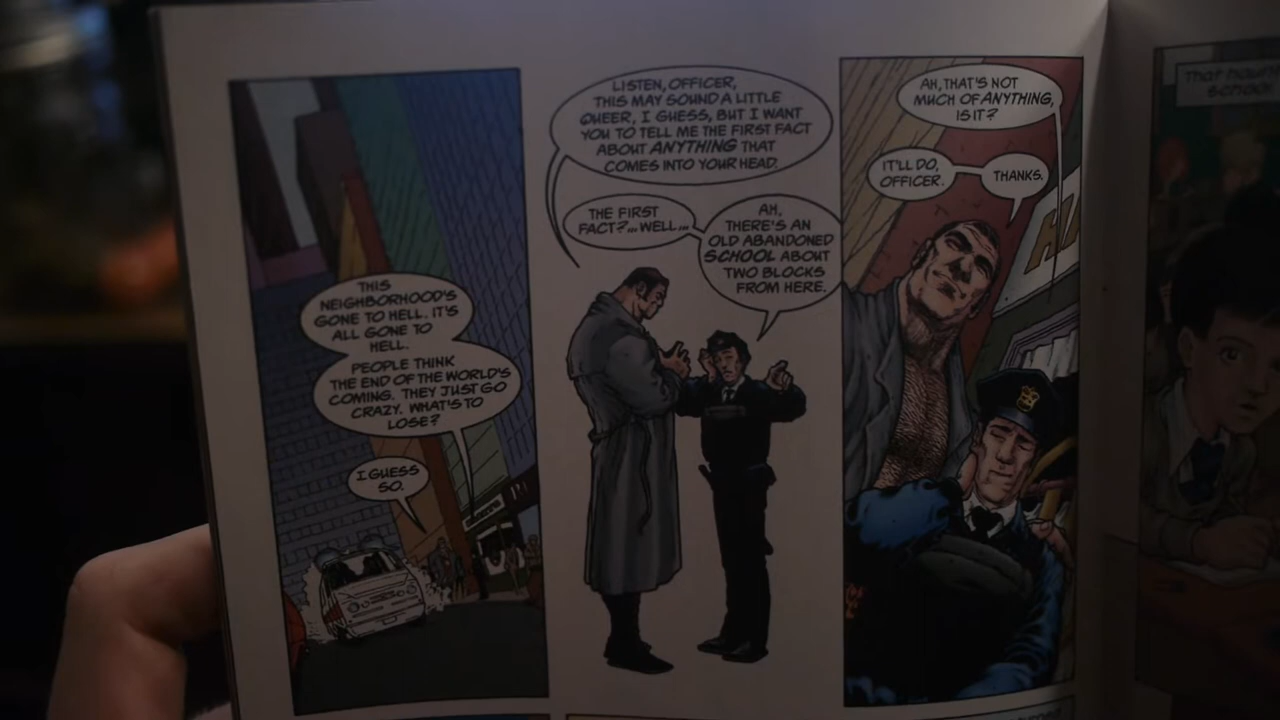 THIS
NEIGHBORHOOD'S
GONE TO HELL. IT'S
ALL GONE TO
HELL.
PEOPLE THINK
THE END OF THE WORLD'S
COMING. THEY JUST GO
CRAZY. WHAT'S TO
LOSE?
I GUESS
SO.
LISTEN, OFFICER,
THIS MAY SOUND A LITTLE
QUEER, I GUESS, BUT I WANT
YOU TO TELL ME THE FIRST FACT
ABOUT ANYTHING THAT
COMES INTO YOUR HEAD.
THE FIRST
FACT?... WELL...
AH,
THERE'S AN
OLD ABANDONED
SCHOOL ABOUT
TWO BLOCKS
FROM HERE.
AH, THAT'S NOT
MUCH OF ANYTHING,
IS IT?
IT'LL DO,
OFFICER.
THANKS.